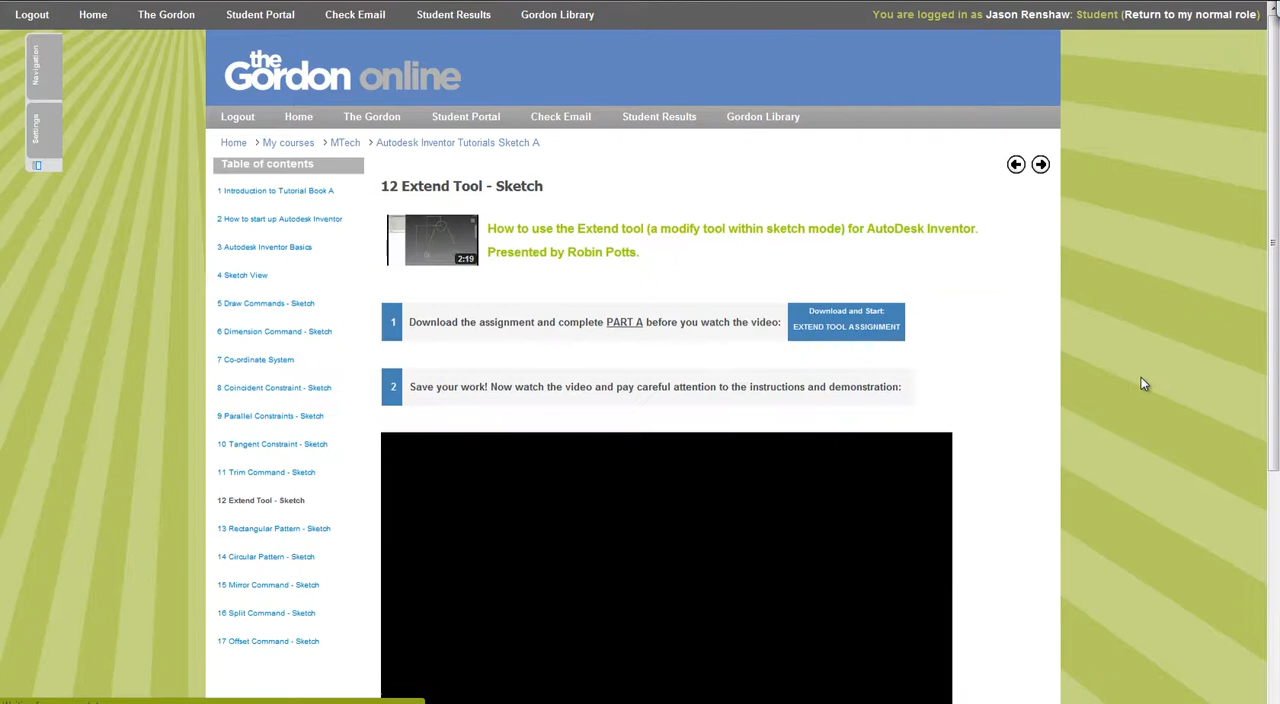 Logout Home The Gordon Student Portal Check Email Student Results Gordon Library You are logged in as Jason Renshaw: Student (Return to my normal role)
Navigation
Settings
the Gordon online
Logout Home The Gordon Student Portal Check Email Student Results Gordon Library
Home > My courses > MTech > Autodesk Inventor Tutorials Sketch A
Table of contents
1 Introduction to Tutorial Book A
2 How to start up Autodesk Inventor
3 Autodesk Inventor Basics
4 Sketch View
5 Draw Commands - Sketch
6 Dimension Command - Sketch
7 Co-ordinate System
8 Coincident Constraint - Sketch
9 Parallel Constraints - Sketch
10 Tangent Constraint - Sketch
11 Trim Command - Sketch
12 Extend Tool - Sketch
13 Rectangular Pattern - Sketch
14 Circular Pattern - Sketch
15 Mirror Command - Sketch
16 Split Command - Sketch
17 Offset Command - Sketch
12 Extend Tool - Sketch
2:19
How to use the Extend tool (a modify tool within sketch mode) for AutoDesk Inventor.
Presented by Robin Potts.
1 Download the assignment and complete PART A before you watch the video:
Download and Start:
EXTEND TOOL ASSIGNMENT
2 Save your work! Now watch the video and pay careful attention to the instructions and demonstration: